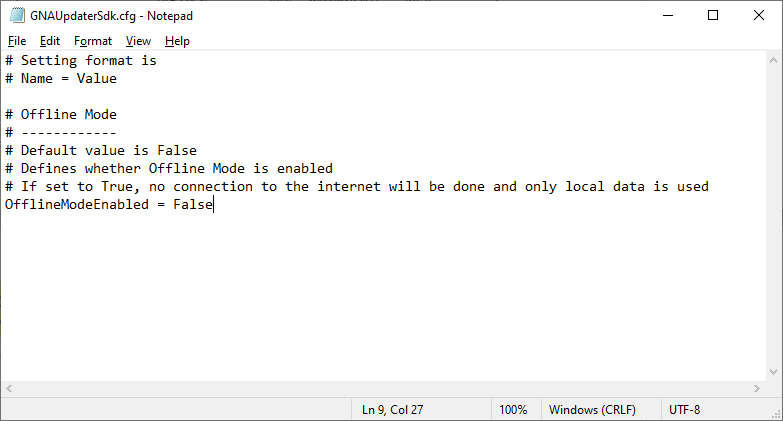 GNAUpdaterSdk.cfg - Notepad
File Edit Format View Help
# Setting format is
# Name = Value
# Offline Mode
# ------------
# Default value is False
# Defines whether Offline Mode is enabled
# If set to True, no connection to the internet will be done and only local data is used
OfflineModeEnabled = False
Ln 9, Col 27 100% Windows (CRLF) UTF-8